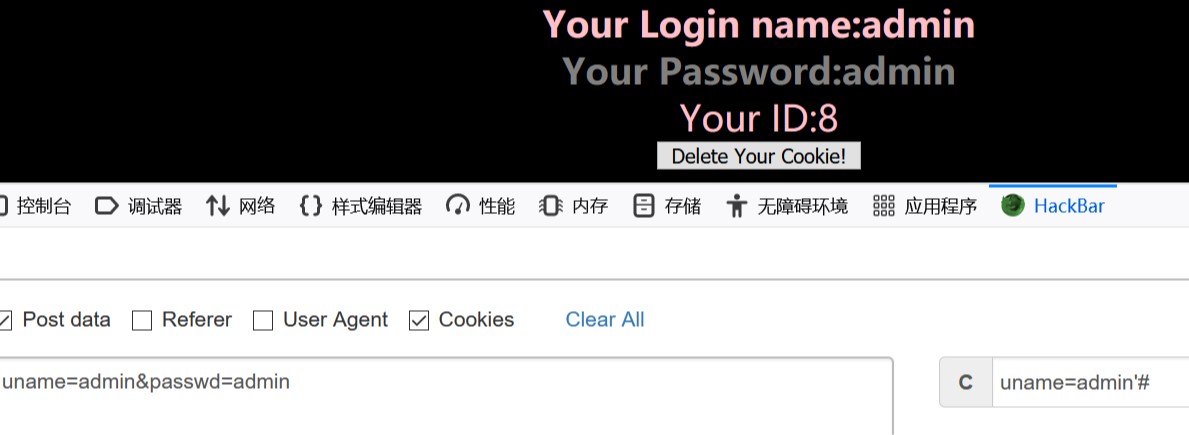 Your Login name:admin
Your Password:admin
Your ID:8
Delete Your Cookie!
控制台 调试器 网络 样式编辑器 性能 内存 存储 无障碍环境 应用程序 HackBar
Post data Referer User Agent Cookies Clear All
uname=admin&passwd=admin C uname=admin'#